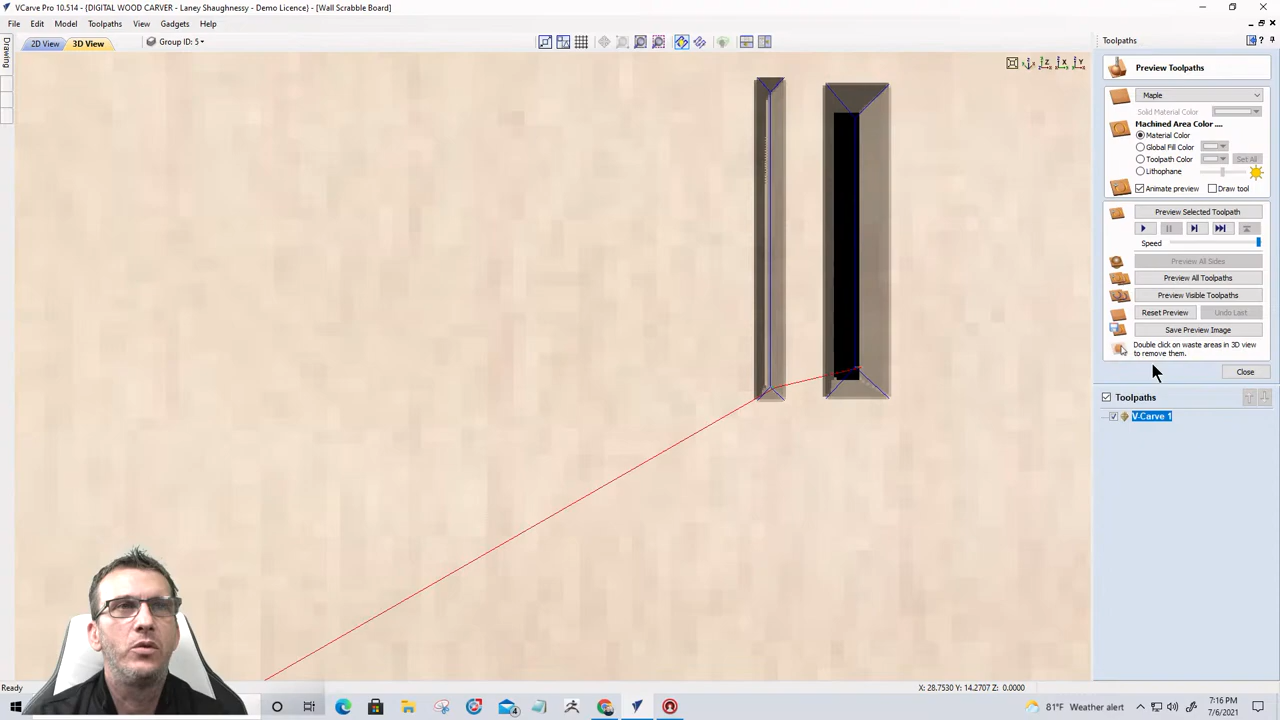 VCarve Pro 10.514 - {DIGITAL WOOD CARVER - Laney Shaughnessy - Demo Licence} - [Wall Scrabble Board]
File Edit Model Toolpaths View Gadgets Help
2D View 3D View Group ID: 5
Drawing
Toolpaths
Preview Toolpaths
Maple
Solid Material Color
Machined Area Color ....
Material Color
Global Fill Color
Toolpath Color Set All
Lithophane
Animate preview Draw tool
Preview Selected Toolpath
Speed
Preview All Sides
Preview All Toolpaths
Preview Visible Toolpaths
Reset Preview Undo Last
Save Preview Image
Double click on waste areas in 3D view
to remove them.
Close
Toolpaths
V-Carve 1
Ready
X: 28.7530 Y: 14.2707 Z: 0.0000
4
81°F Weather alert
7:16 PM
7/6/2021